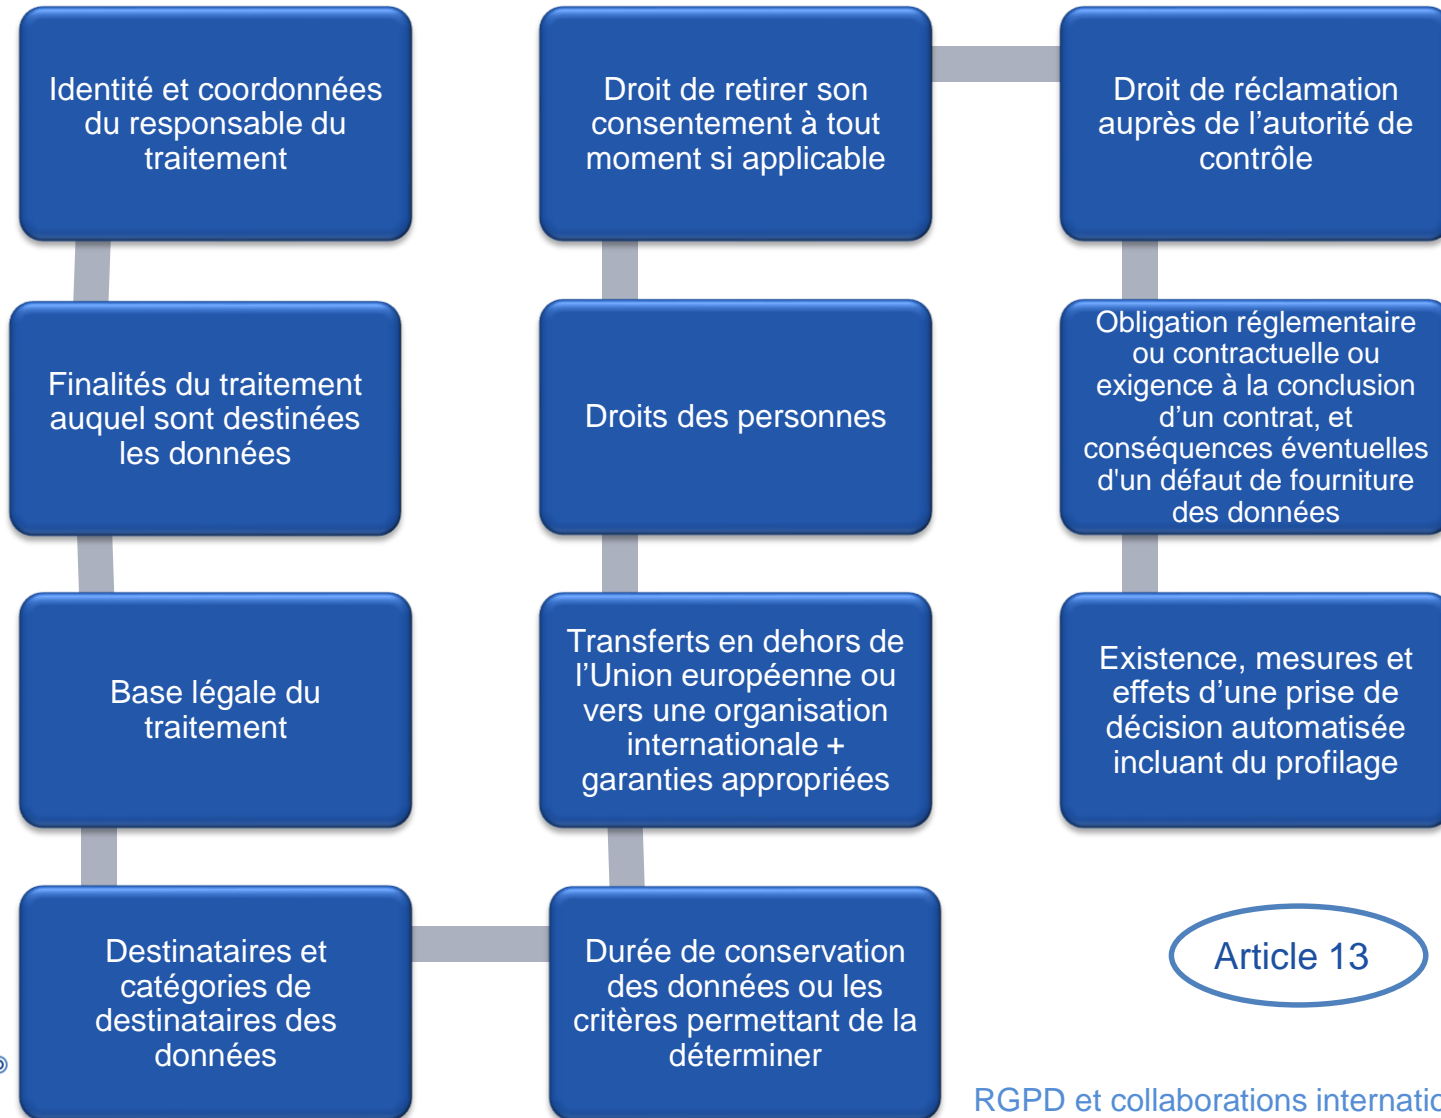 Identité et coordonnées
du responsable du
traitement
Finalités du traitement
auquel sont destinées
les données
Base légale du
traitement
Destinataires et
catégories de
destinataires des
données
Durée de conservation
des données ou les
critères permettant de la
déterminer
Transferts en dehors de
l’Union européenne ou
vers une organisation
internationale +
garanties appropriées
Droits des personnes
Droit de retirer son
consentement à tout
moment si applicable
Droit de réclamation
auprès de l’autorité de
contrôle
Obligation réglementaire
ou contractuelle ou
exigence à la conclusion
d’un contrat, et
conséquences éventuelles
d'un défaut de fourniture
des données
Existence, mesures et
effets d’une prise de
décision automatisée
incluant du profilage
Article 13
RGPD et collaborations